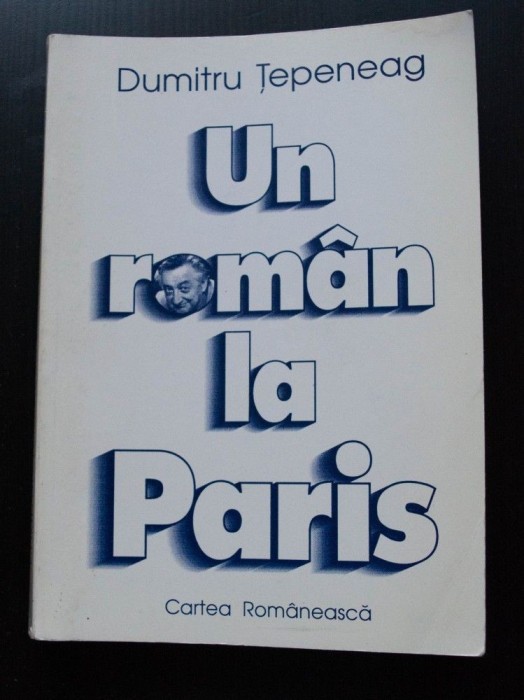 Dumitru Țepeneag
Un
român
la
Paris
Cartea Românească